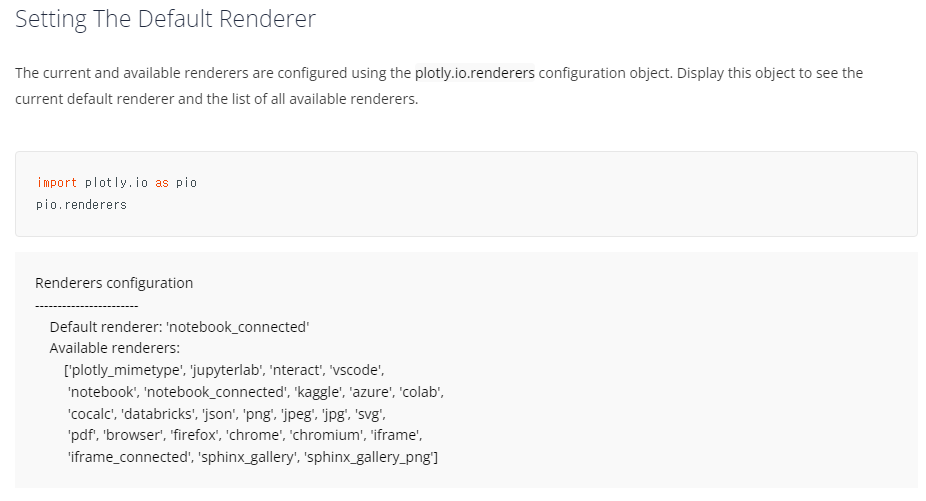 Setting The Default Renderer
The current and available renderers are configured using the plotly.io.renderers configuration object. Display this object to see the
current default renderer and the list of all available renderers.
import plotly.io as pio
pio.renderers
Renderers configuration
-----------------------
Default renderer: 'notebook_connected'
Available renderers:
['plotly_mimetype', 'jupyterlab', 'nteract', 'vscode',
'notebook', 'notebook_connected', 'kaggle', 'azure', 'colab',
'cocalc', 'databricks', 'json', 'png', 'jpeg', 'jpg', 'svg',
'pdf', 'browser', 'firefox', 'chrome', 'chromium', 'iframe',
'iframe_connected', 'sphinx_gallery', 'sphinx_gallery_png']